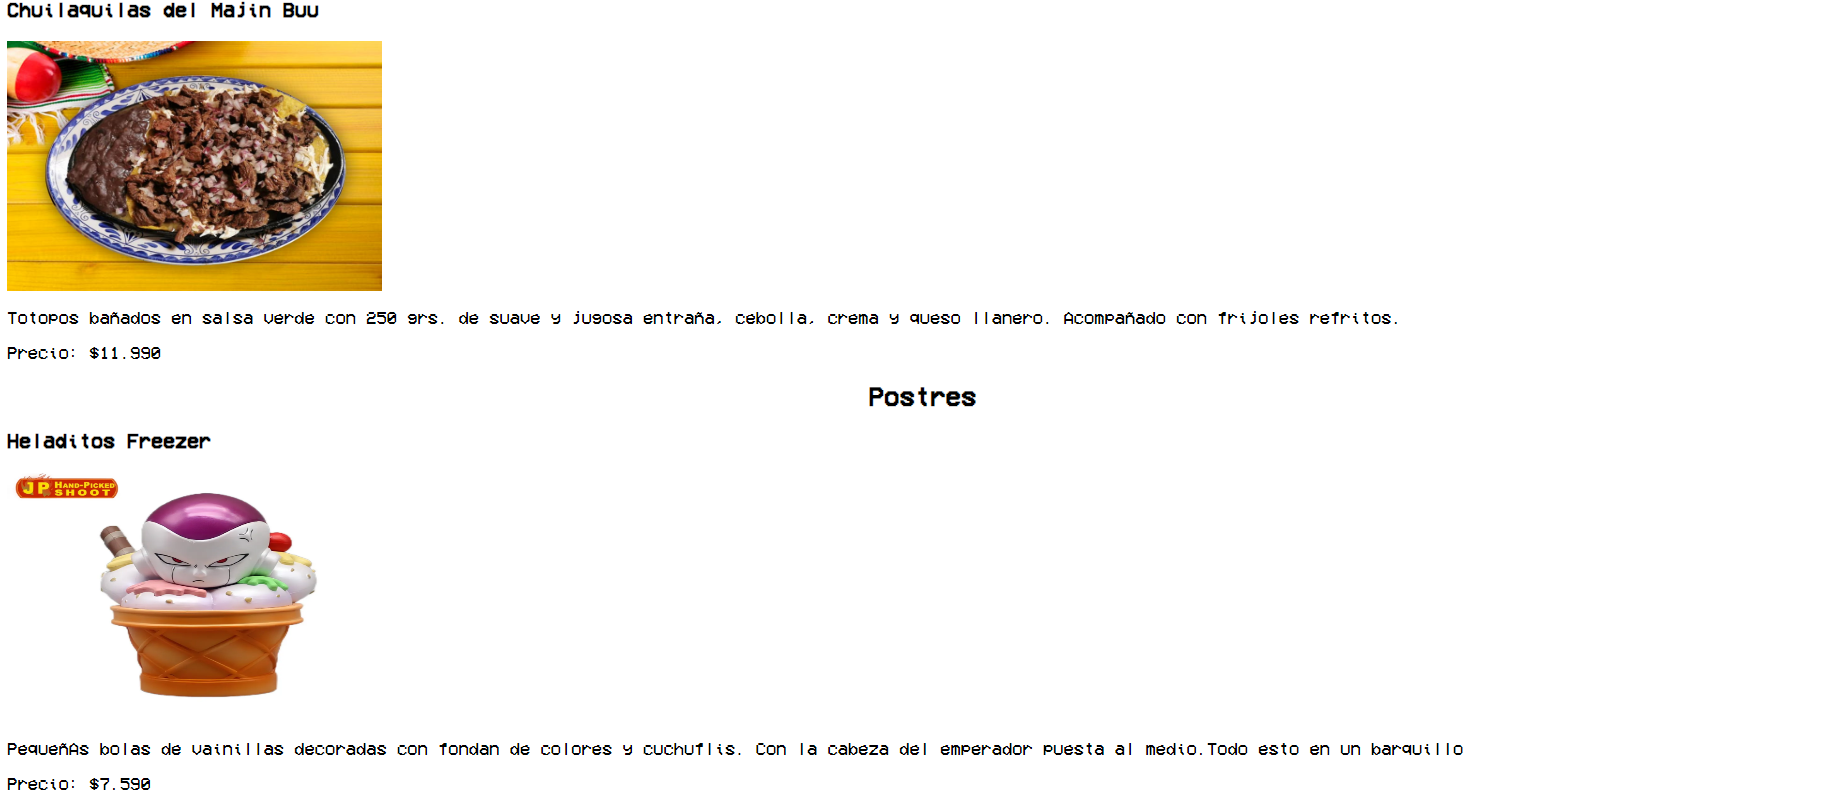 Chuilaquilas del Majin Buu
Totopos bañados en salsa verde con 250 grs. de suave y jugosa entraña, cebolla, crema y queso llanero. Acompañado con frijoles refritos.
Precio: $11.990
Postres
Heladitos Freezer
JP HAND-PICKED
SHOOT
PequeñAs bolas de vainillas decoradas con fondan de colores y cuchuflis. Con la cabeza del emperador puesta al medio.Todo esto en un barquillo
Precio: $7.590